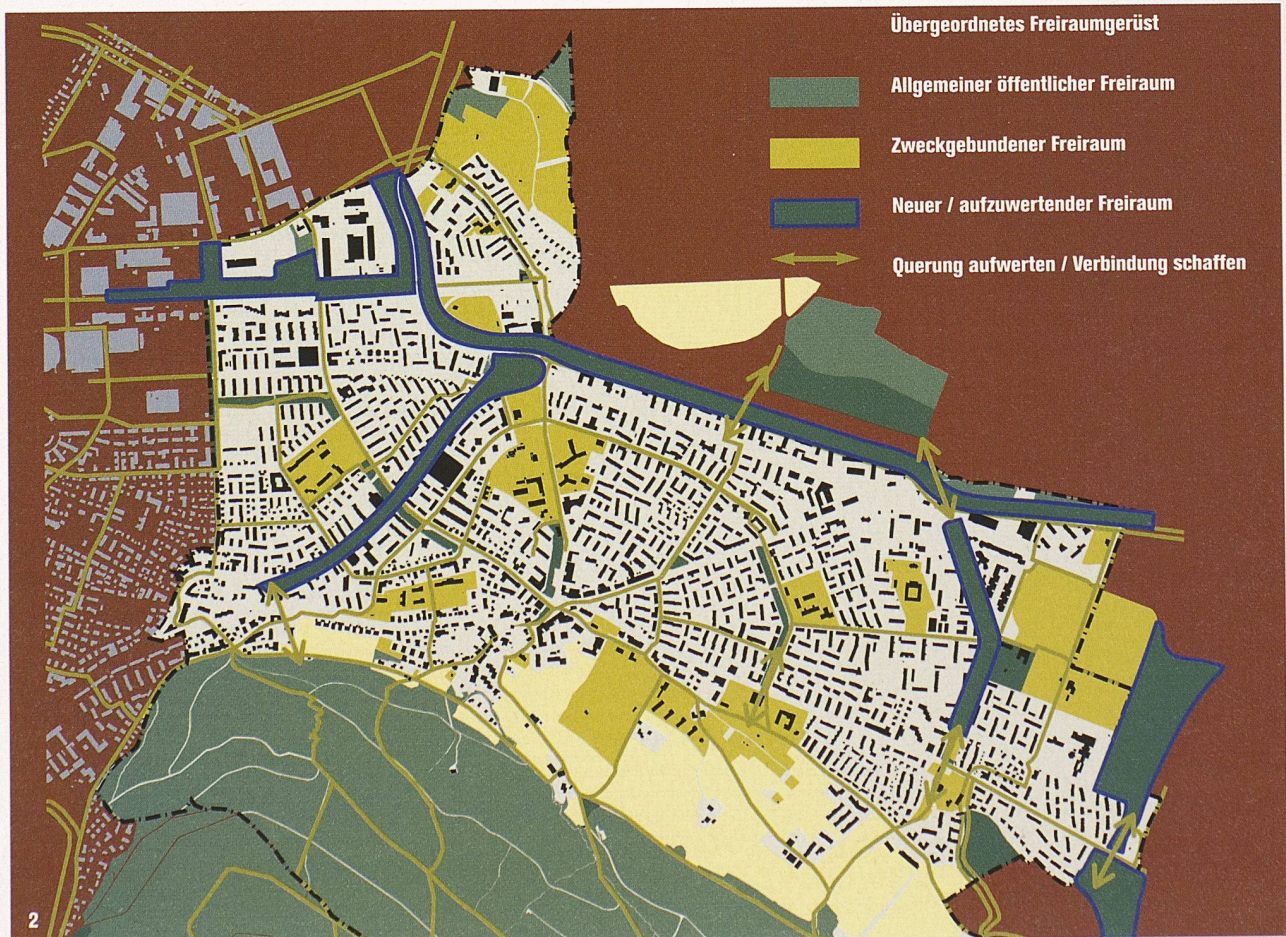 Übergeordnetes Freiraumgerüst
Allgemeiner öffentlicher Freiraum
Zweckgebundener Freiraum
Neuer / aufzuwertender Freiraum
Querung aufwerten / Verbindung schaffen
2